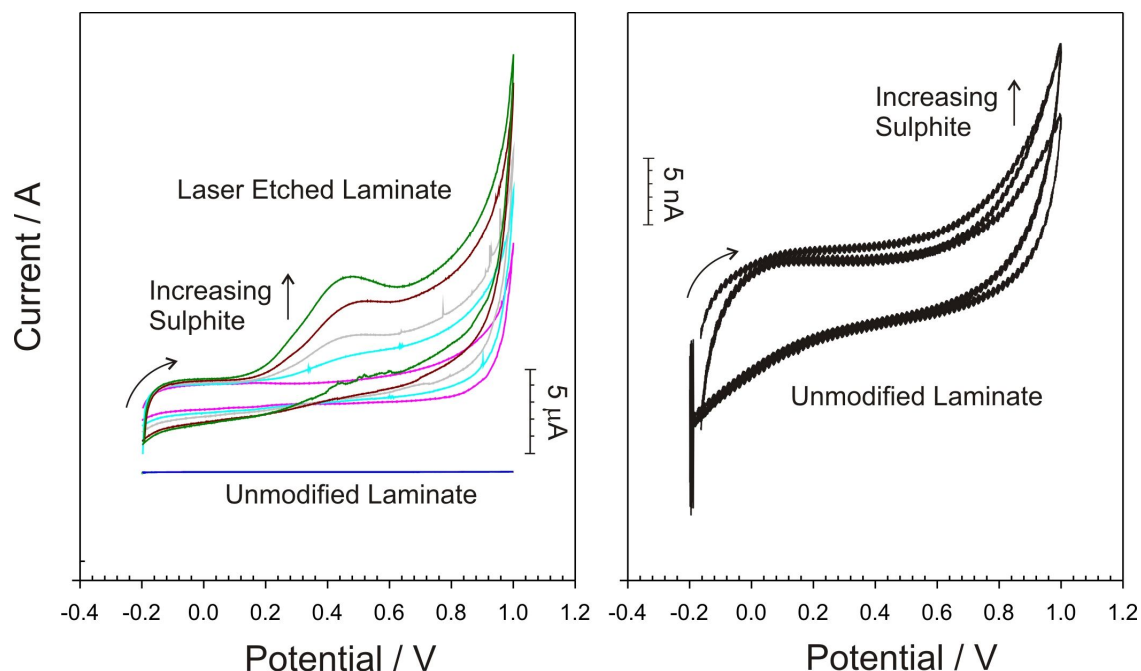 Current / A
Laser Etched Laminate
Increasing
Sulphite
5 µA
Unmodified Laminate
-0.4 -0.2 0.0 0.2 0.4 0.6 0.8 1.0 1.2
Potential / V
Increasing
Sulphite
5 nA
Unmodified Laminate
-0.4 -0.2 0.0 0.2 0.4 0.6 0.8 1.0 1.2
Potential / V